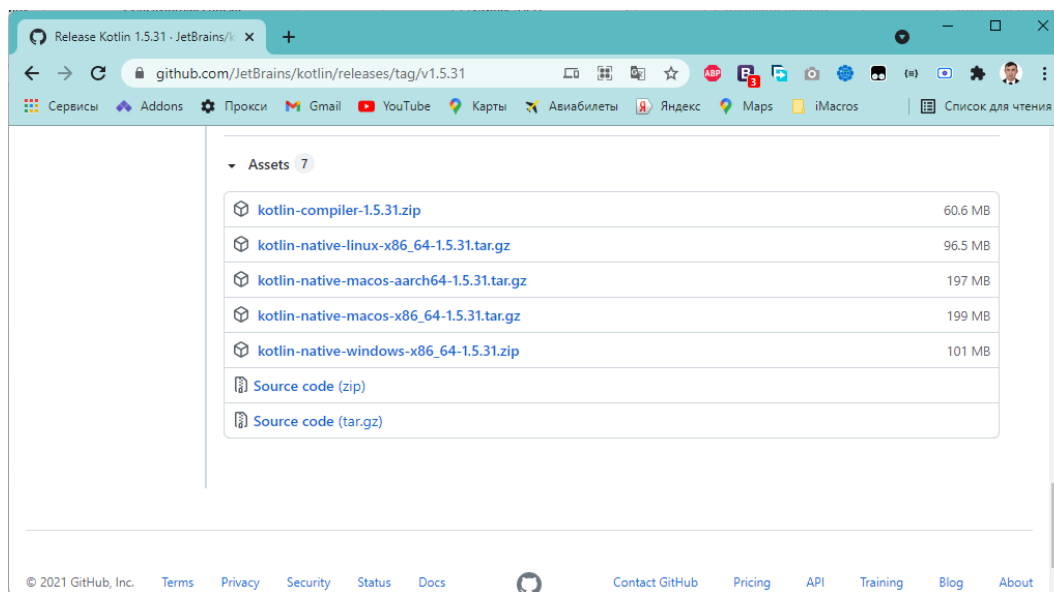 Release Kotlin 1.5.31 · JetBrains/k
github.com/JetBrains/kotlin/releases/tag/v1.5.31
ABP 3 {=}
Сервисы Addons Прокси Gmail YouTube Карты Авиабилеты Я Яндекс Maps iMacros Список для чтения
Assets 7
kotlin-compiler-1.5.31.zip 60.6 MB
kotlin-native-linux-x86_64-1.5.31.tar.gz 96.5 MB
kotlin-native-macos-aarch64-1.5.31.tar.gz 197 MB
kotlin-native-macos-x86_64-1.5.31.tar.gz 199 MB
kotlin-native-windows-x86_64-1.5.31.zip 101 MB
Source code (zip)
Source code (tar.gz)
© 2021 GitHub, Inc. Terms Privacy Security Status Docs Contact GitHub Pricing API Training Blog About